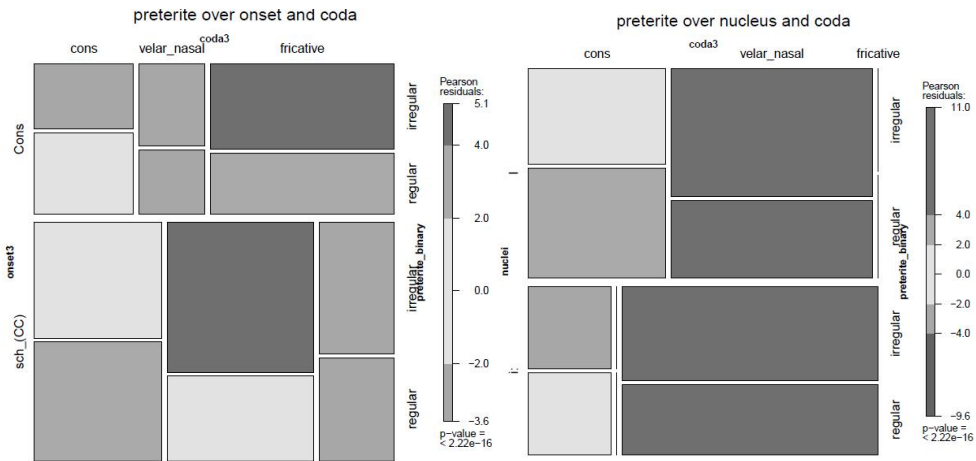 preterite over onset and coda
coda3
cons velar_nasal fricative
onset3
Cons
sch_(CC)
irregular
regular
irregular
regular
preterite_binary
Pearson
residuals:
5.1
4.0
2.0
0.0
−2.0
−3.6
p−value =
< 2.22e−16
preterite over nucleus and coda
coda3
cons velar_nasal fricative
nuclei
I
i:
irregular
regular
irregular
regular
preterite_binary
Pearson
residuals:
11.0
4.0
2.0
0.0
−2.0
−4.0
−9.6
p−value =
< 2.22e−16